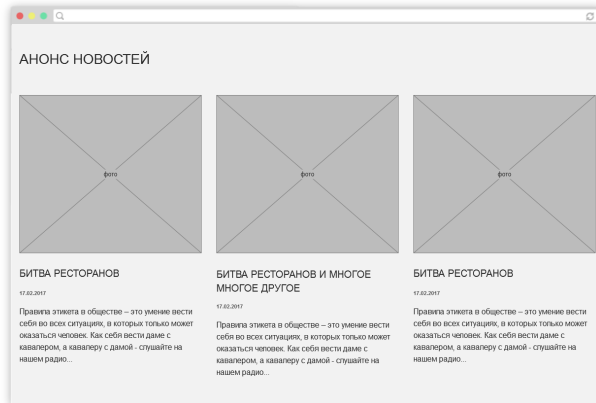 АНОНС НОВОСТЕЙ
фото
фото
фото
БИТВА РЕСТОРАНОВ
17.02.2017
Правила этикета в обществе – это умение вести
себя во всех ситуациях, в которых только может
оказаться человек. Как себя вести даме с
кавалером, а кавалеру с дамой - слушайте на
нашем радио...
БИТВА РЕСТОРАНОВ И МНОГОЕ
МНОГОЕ ДРУГОЕ
17.02.2017
Правила этикета в обществе – это умение вести
себя во всех ситуациях, в которых только может
оказаться человек. Как себя вести даме с
кавалером, а кавалеру с дамой - слушайте на
нашем радио...
БИТВА РЕСТОРАНОВ
17.02.2017
Правила этикета в обществе – это умение вести
себя во всех ситуациях, в которых только может
оказаться человек. Как себя вести даме с
кавалером, а кавалеру с дамой - слушайте на
нашем радио...